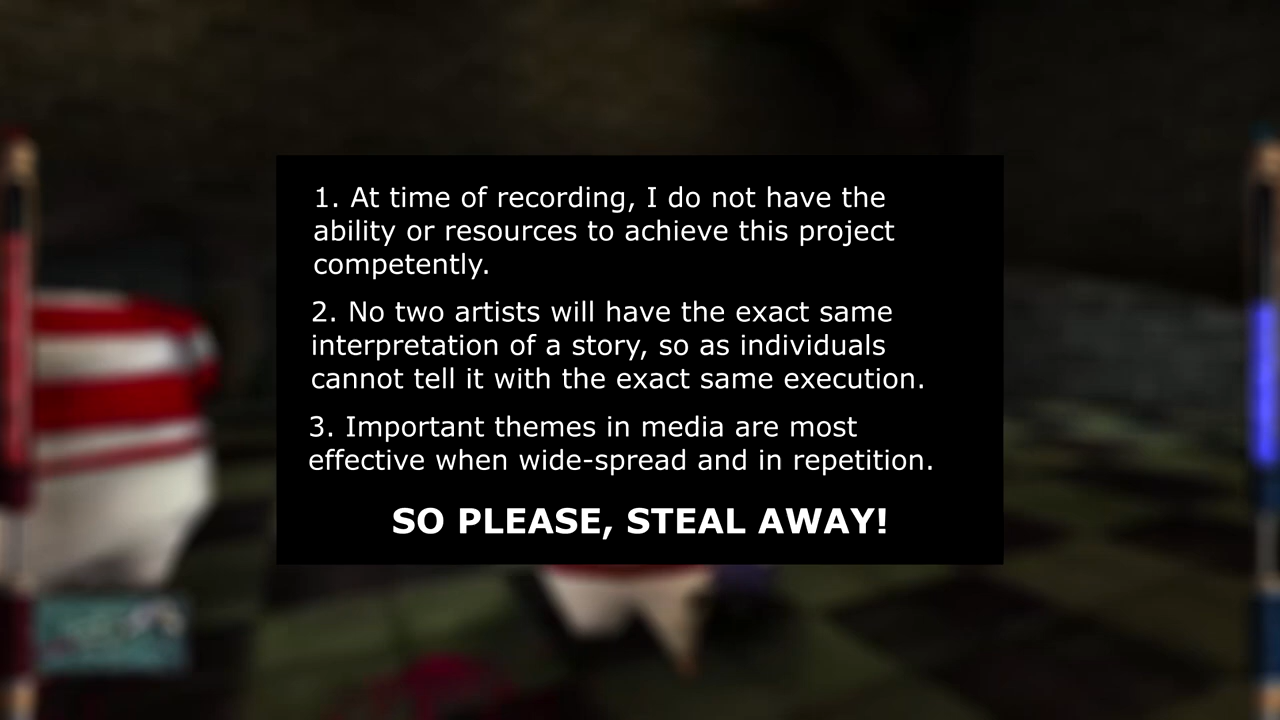 1. At time of recording, I do not have the
ability or resources to achieve this project
competently.
2. No two artists will have the exact same
interpretation of a story, so as individuals
cannot tell it with the exact same execution.
3. Important themes in media are most
effective when wide-spread and in repetition.
SO PLEASE, STEAL AWAY!